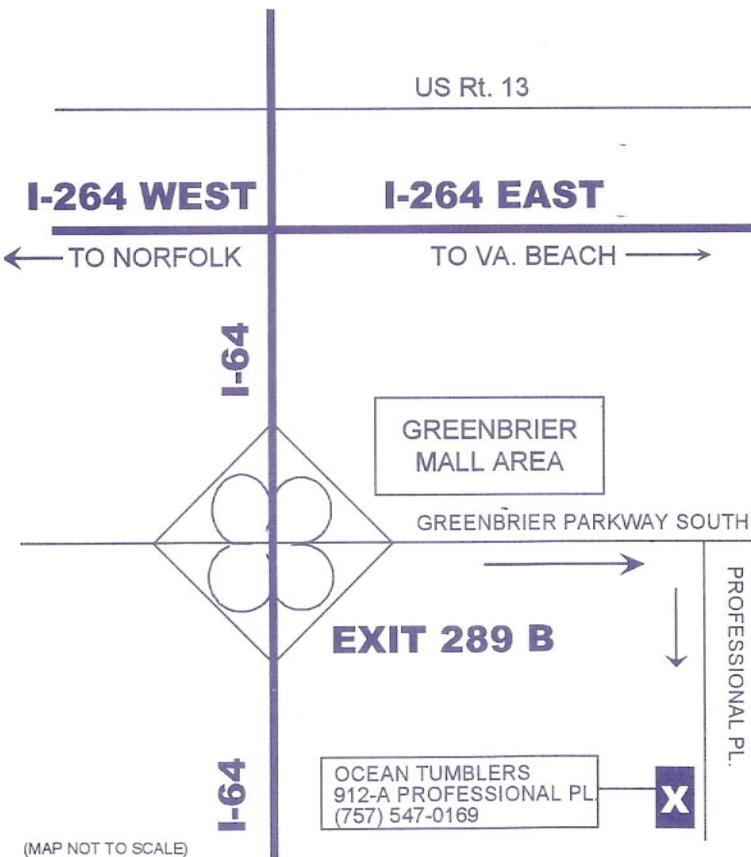 US Rt. 13
I-264 WEST
I-264 EAST
TO NORFOLK
TO VA. BEACH
I-64
GREENBRIER
MALL AREA
GREENBRIER PARKWAY SOUTH
PROFESSIONAL PL.
EXIT 289 B
I-64
OCEAN TUMBLERS
912-A PROFESSIONAL PL.
(757) 547-0169
X
(MAP NOT TO SCALE)